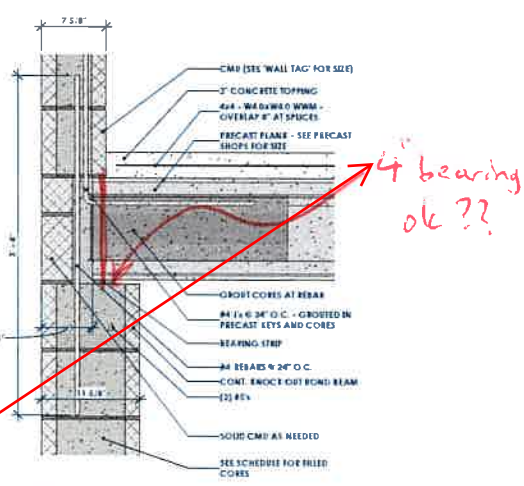 7 5/8"
CMU (SEE 'WALL TAG' FOR SIZE)
2" CONCRETE TOPPING
4x4 - W4.0xW4.0 WWM -
OVERLAP 8" AT SPLICES
PRECAST PLANK - SEE PRECAST
SHOPS FOR SIZE
4" bearing
ok ??
GROUT CORES AT REBAR
#4 J's @ 24" O.C. - GROUTED IN
PRECAST KEYS AND CORES
BEARING STRIP
#4 REBARS @ 24" O.C.
CONT. KNOCK OUT BOND BEAM
(2) #5's
11 5/8"
SOLID CMU AS NEEDED
SEE SCHEDULE FOR FILLED
CORES